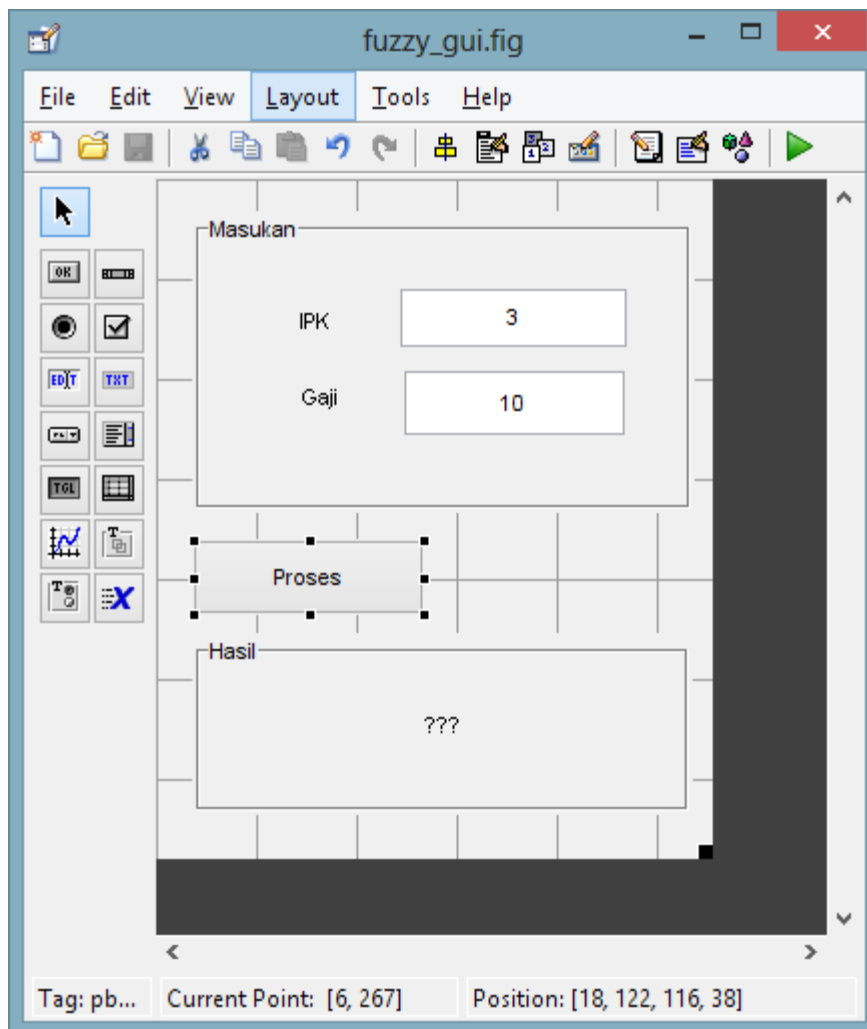 fuzzy_gui.fig
File Edit View Layout Tools Help
Masukan
IPK 3
Gaji 10
Proses
Hasil
???
OK
EDIT TXT
TGL
Tag: pb... Current Point: [6, 267] Position: [18, 122, 116, 38]